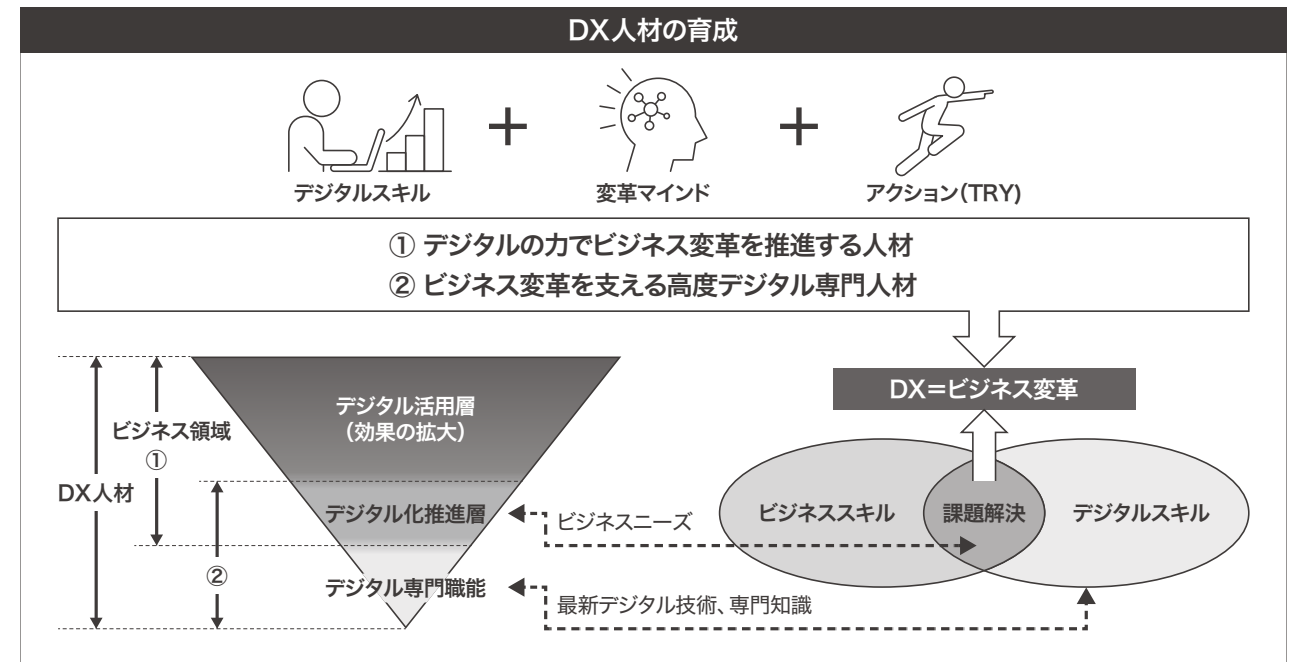 DX人材の育成
デジタルスキル
変革マインド
アクション(TRY)
① デジタルの力でビジネス変革を推進する人材
② ビジネス変革を支える高度デジタル専門人材
DX＝ビジネス変革
デジタル活用層
（効果の拡大）
ビジネス領域
①
DX人材
デジタル化推進層
ビジネスニーズ
ビジネススキル
課題解決
デジタルスキル
②
デジタル専門職能
最新デジタル技術、専門知識